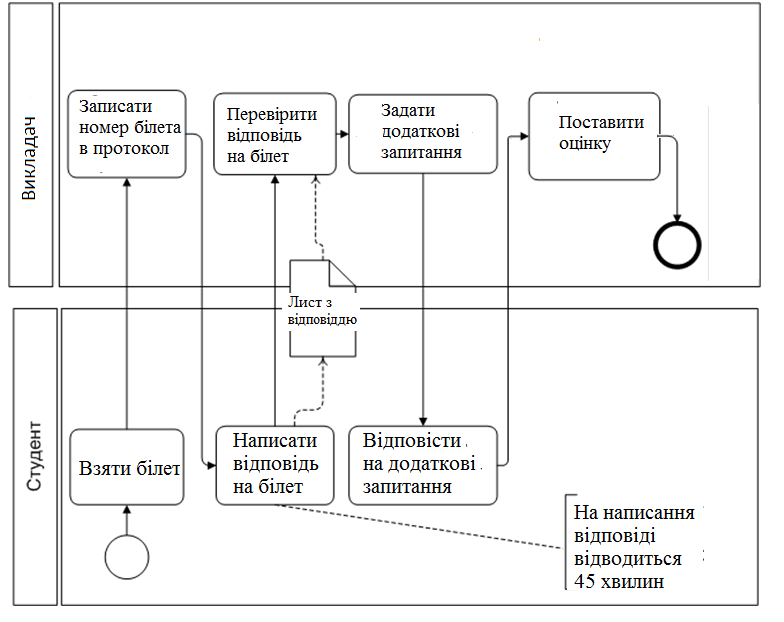 Викладач
Записати
номер білета
в протокол
Перевірити
відповідь
на білет
Задати
додаткові
запитання
Поставити
оцінку
Лист з
відповіддю
Студент
Взяти білет
Написати
відповідь
на білет
Відповісти
на додаткові
запитання
На написання
відповіді
відводиться
45 хвилин